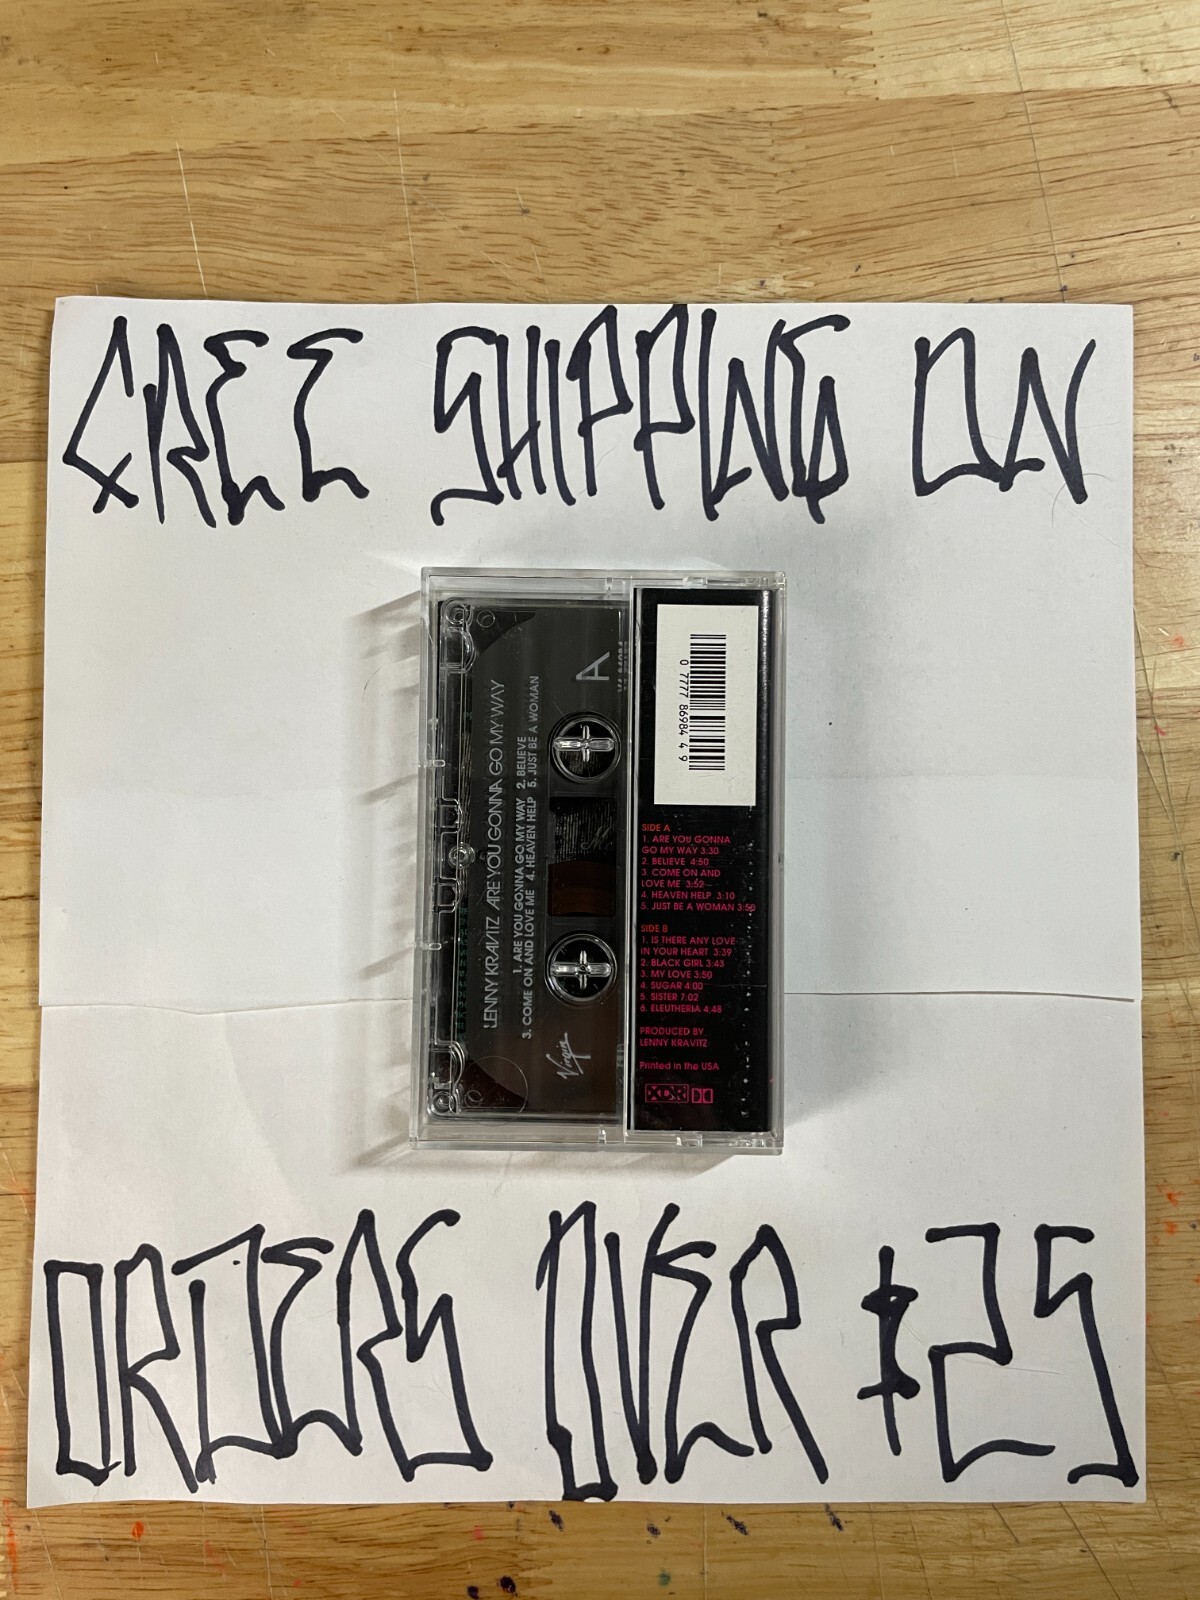 FREE SHIPPING ON
A
LENNY KRAVITZ ARE YOU GONNA GO MY WAY
1. ARE YOU GONNA GO MY WAY 2. BELIEVE
3. COME ON AND LOVE ME 4. HEAVEN HELP 5. JUST BE A WOMAN
Virgin
0 7777 86984 4 9
SIDE A
1. ARE YOU GONNA
GO MY WAY 3:30
2. BELIEVE 4:50
3. COME ON AND
LOVE ME 3:52
4. HEAVEN HELP 3:10
5. JUST BE A WOMAN 3:50
SIDE B
1. IS THERE ANY LOVE
IN YOUR HEART 3:39
2. BLACK GIRL 3:43
3. MY LOVE 3:50
4. SUGAR 4:00
5. SISTER 7:02
6. ELEUTHERIA 4:48
PRODUCED BY
LENNY KRAVITZ
Printed in the USA
XDR
ORDERS OVER $25